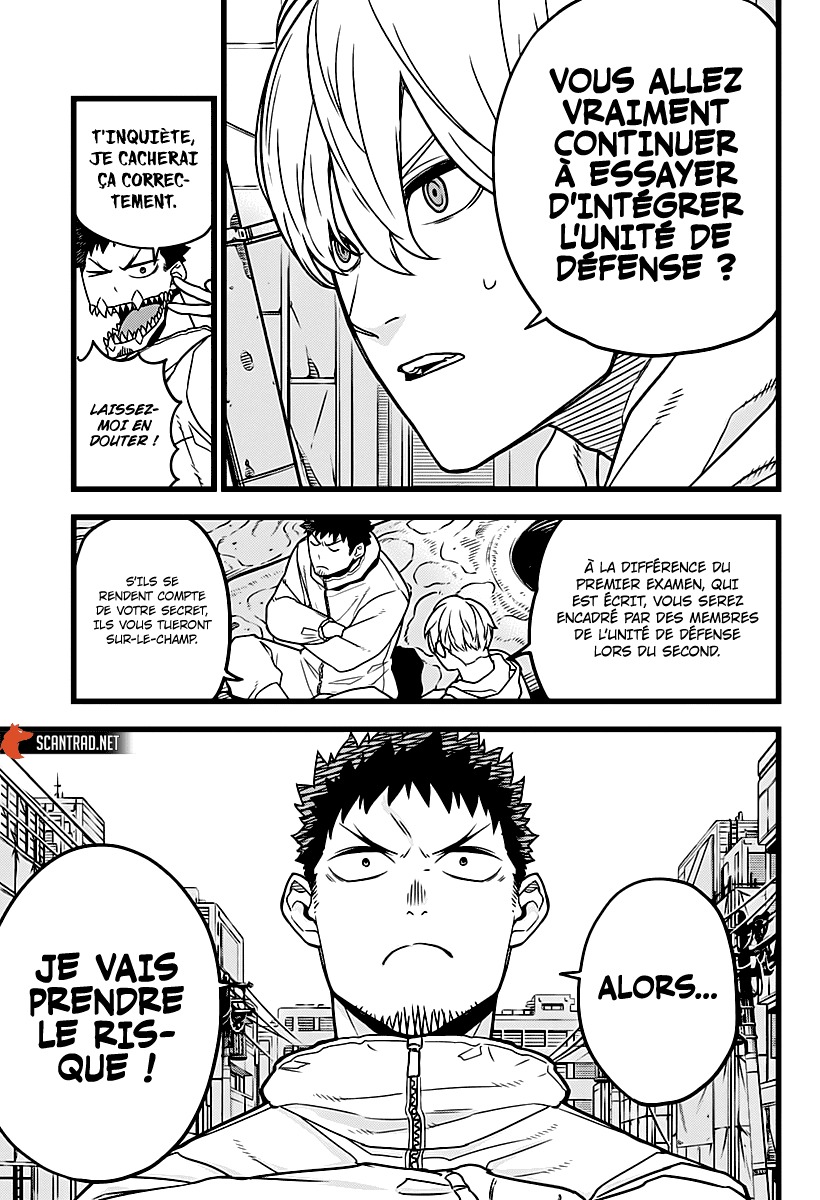 VOUS ALLEZ
VRAIMENT
CONTINUER
À ESSAYER
D'INTÉGRER
L'UNITÉ DE
DÉFENSE ?
T'INQUIÈTE,
JE CACHERAI
ÇA CORREC-
TEMENT.
LAISSEZ-
MOI EN
DOUTER !
À LA DIFFÉRENCE DU
PREMIER EXAMEN, QUI
EST ÉCRIT, VOUS SEREZ
ENCADRÉ PAR DES MEMBRES
DE L'UNITÉ DE DÉFENSE
LORS DU SECOND.
S'ILS SE
RENDENT COMPTE
DE VOTRE SECRET,
ILS VOUS TUERONT
SUR-LE-CHAMP.
SCANTRAD.NET
ALORS...
JE VAIS
PRENDRE
LE RIS-
QUE !